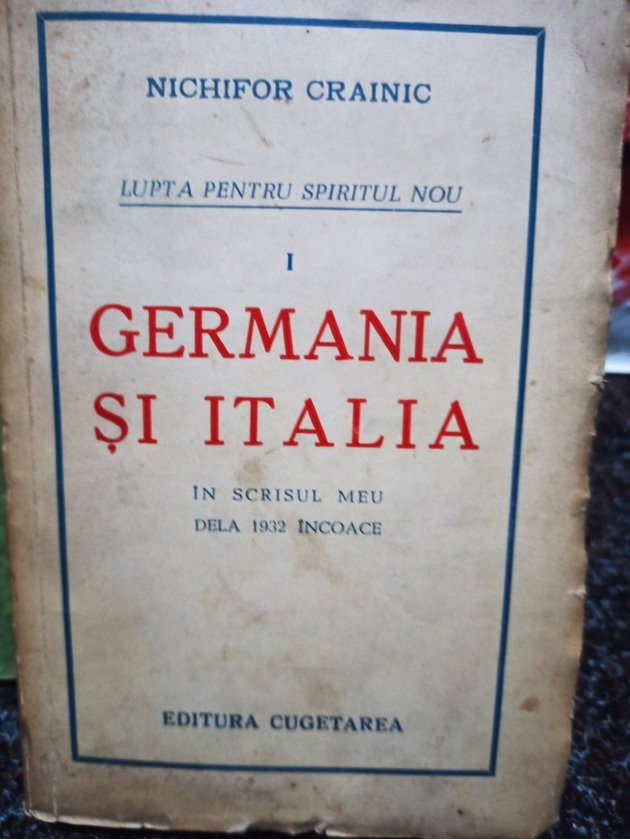 NICHIFOR CRAINIC
LUPTA PENTRU SPIRITUL NOU
I
GERMANIA
ȘI ITALIA
ÎN SCRISUL MEU
DELA 1932 ÎNCOACE
EDITURA CUGETAREA